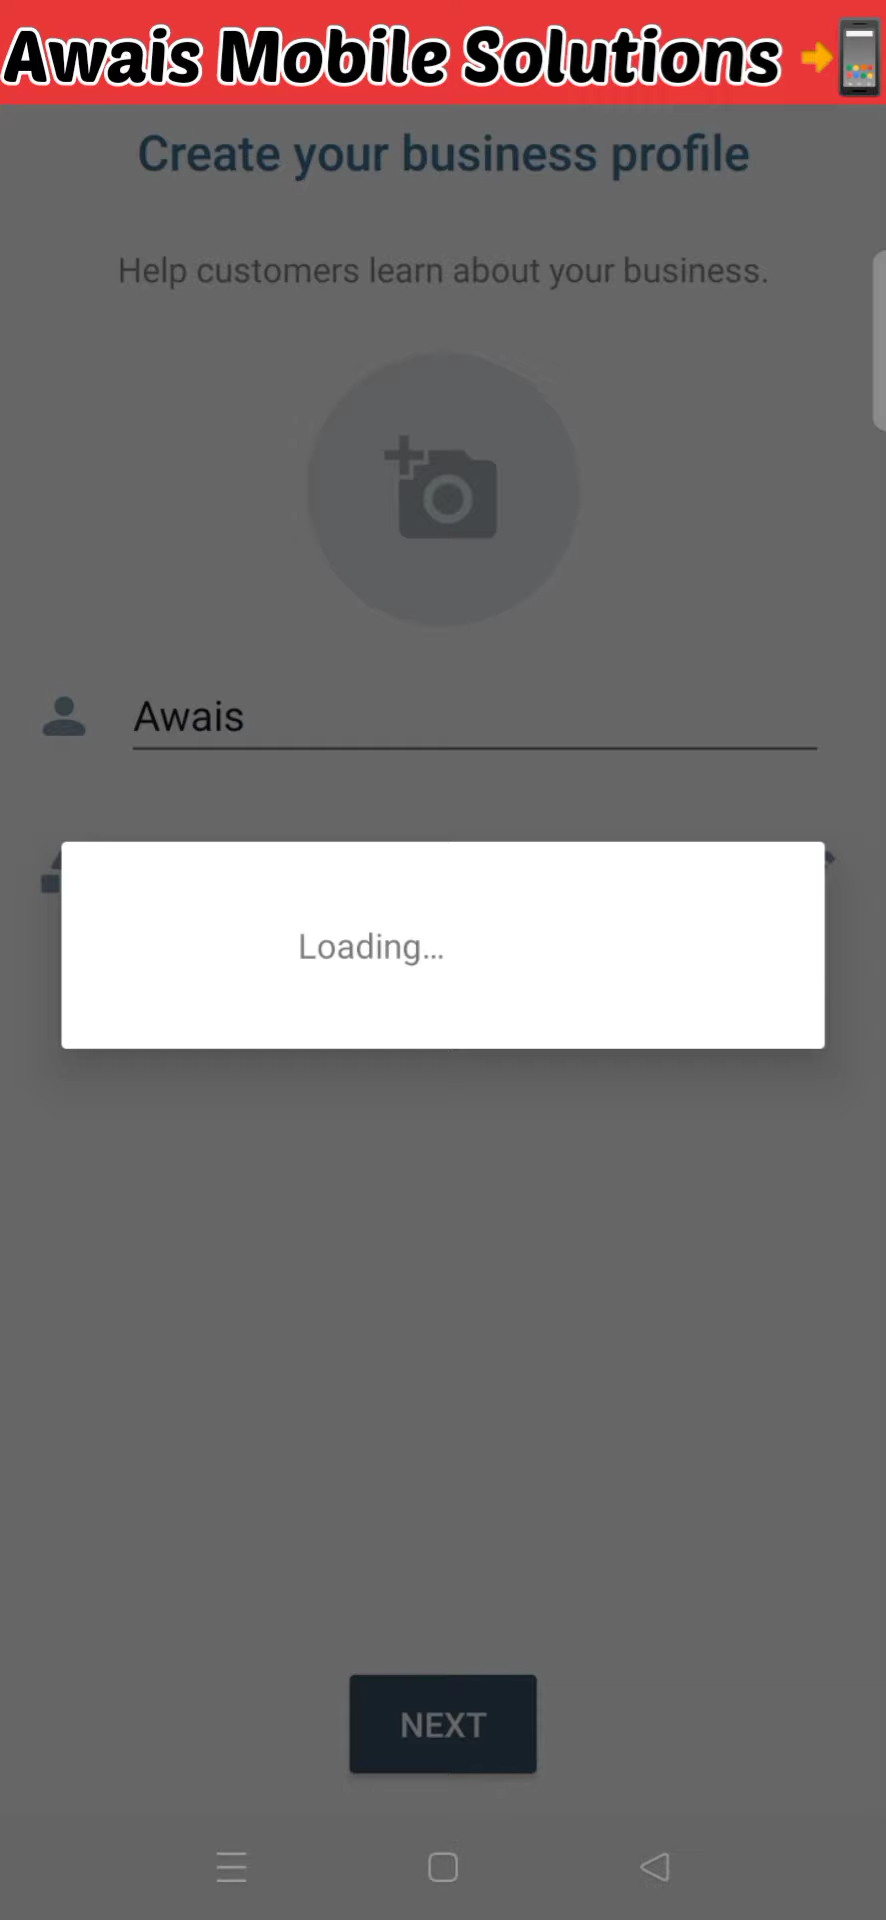 Awais Mobile Solutions
Create your business profile
Help customers learn about your business.
Awais
Loading...
NEXT